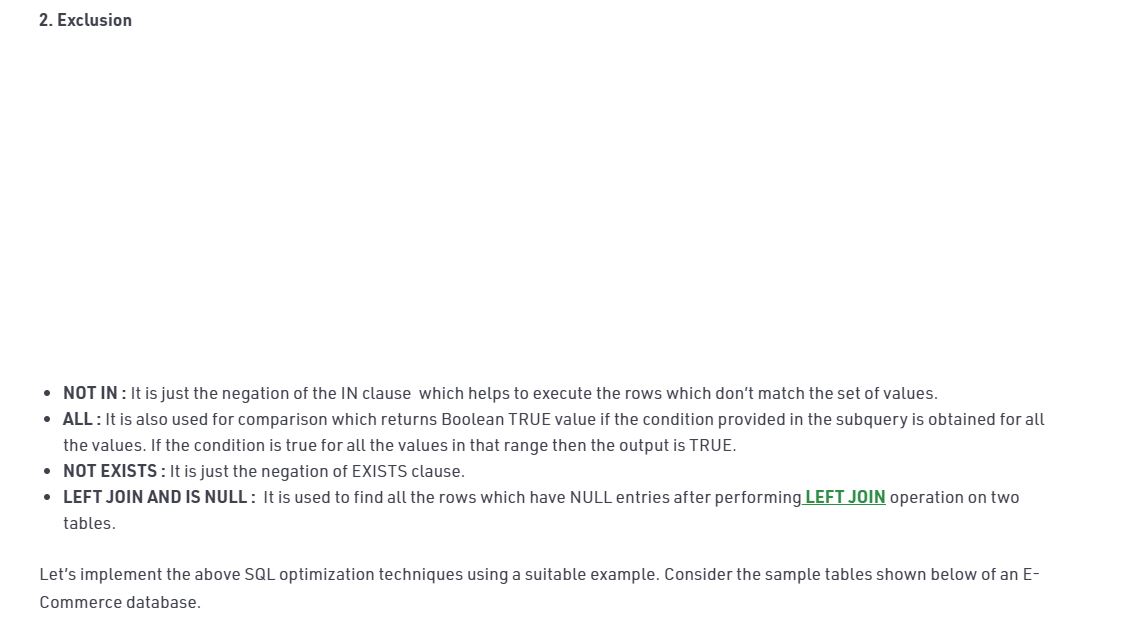 2. Exclusion
• NOT IN : It is just the negation of the IN clause  which helps to execute the rows which don't match the set of values.
• ALL : It is also used for comparison which returns Boolean TRUE value if the condition provided in the subquery is obtained for all
the values. If the condition is true for all the values in that range then the output is TRUE.
• NOT EXISTS : It is just the negation of EXISTS clause.
• LEFT JOIN AND IS NULL :  It is used to find all the rows which have NULL entries after performing LEFT JOIN operation on two
tables.
Let's implement the above SQL optimization techniques using a suitable example. Consider the sample tables shown below of an E-
Commerce database.